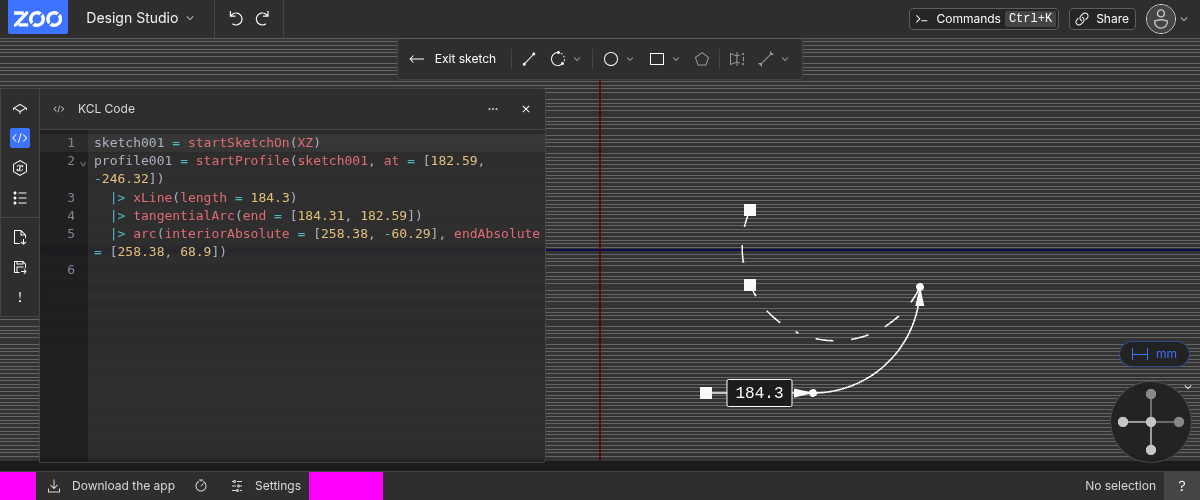 ZOO Design Studio Commands Ctrl+K Share
Exit sketch
KCL Code
1 sketch001 = startSketchOn(XZ)
2 profile001 = startProfile(sketch001, at = [182.59,
-246.32])
3 |> xLine(length = 184.3)
4 |> tangentialArc(end = [184.31, 182.59])
5 |> arc(interiorAbsolute = [258.38, -60.29], endAbsolute
= [258.38, 68.9])
6
184.3
mm
Download the app Settings No selection ?